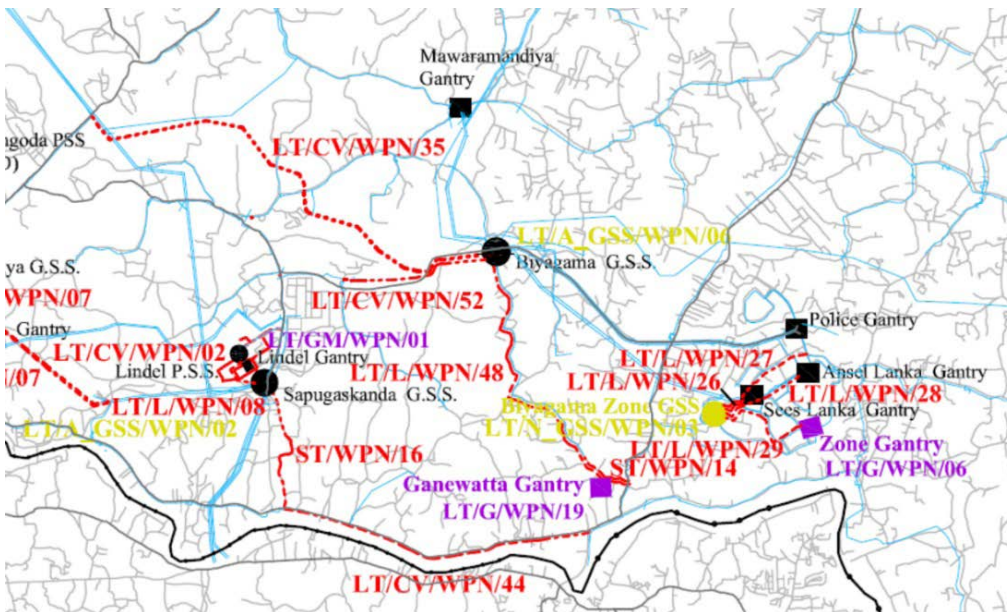 Mawaramandiya
Gantry
agoda PSS
LT/CV/WPN/35
LT/A_GSS/WPN/06
Biyagama G.S.S.
ya G.S.S.
WPN/07
LT/CV/WPN/52
Gantry
LT/GM/WPN/01
Police Gantry
LT/CV/WPN/02
Lindel Gantry
LT/L/WPN/27
Lindel P.S.S.
LT/L/WPN/48
LT/L/WPN/26
Ansel Lanka Gantry
/07
Sapugaskanda G.S.S.
LT/L/WPN/28
LT/L/WPN/08
Biyagama Zone GSS
Sees Lanka Gantry
LT/A_GSS/WPN/02
LT/N_GSS/WPN/03
LT/L/WPN/29
Zone Gantry
LT/G/WPN/06
ST/WPN/16
ST/WPN/14
Ganewatta Gantry
LT/G/WPN/19
LT/CV/WPN/44